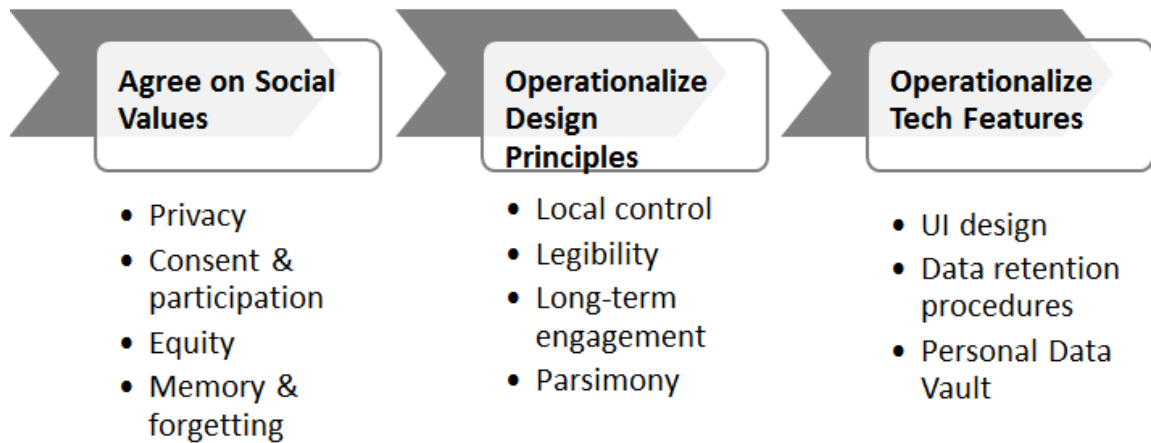 Agree on Social
Values
• Privacy
• Consent &
participation
• Equity
• Memory &
forgetting
Operationalize
Design
Principles
• Local control
• Legibility
• Long-term
engagement
• Parsimony
Operationalize
Tech Features
• UI design
• Data retention
procedures
• Personal Data
Vault